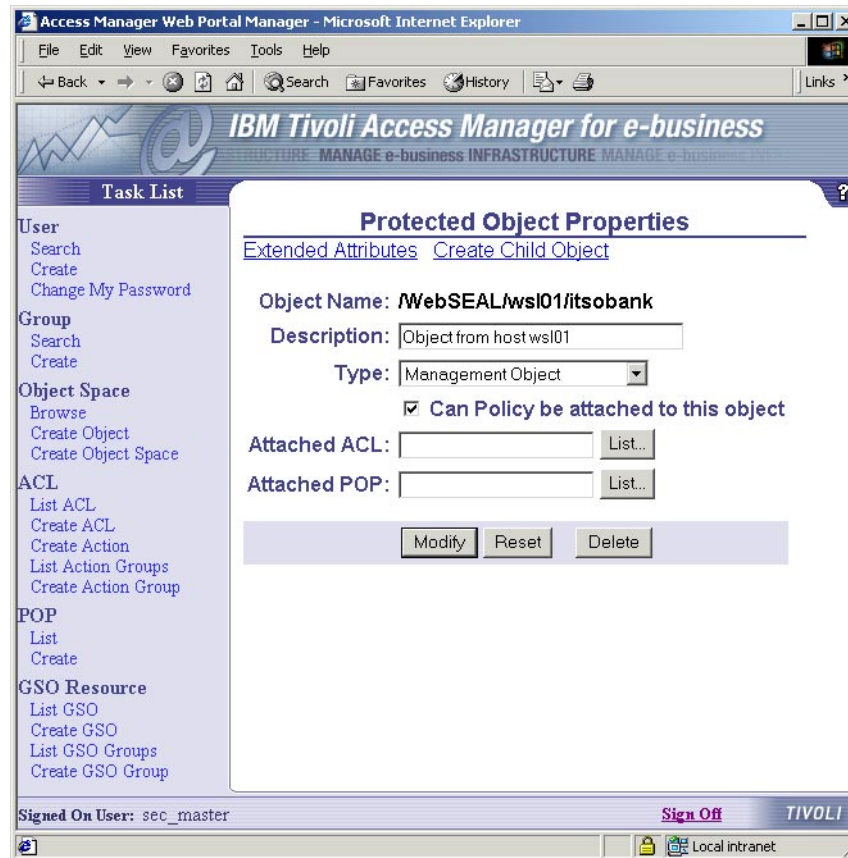 Access Manager Web Portal Manager - Microsoft Internet Explorer
File Edit View Favorites Tools Help
Back Search Favorites History Links
IBM Tivoli Access Manager for e-business
MANAGE e-business INFRASTRUCTURE MANAGE
Task List
?
User
Search
Create
Change My Password
Group
Search
Create
Object Space
Browse
Create Object
Create Object Space
ACL
List ACL
Create ACL
Create Action
List Action Groups
Create Action Group
POP
List
Create
GSO Resource
List GSO
Create GSO
List GSO Groups
Create GSO Group
Protected Object Properties
Extended Attributes Create Child Object
Object Name: /WebSEAL/wsl01/itsobank
Description: Object from host wsl01
Type: Management Object
Can Policy be attached to this object
Attached ACL: List...
Attached POP: List...
Modify Reset Delete
Signed On User: sec_master Sign Off TIVOLI
Local intranet